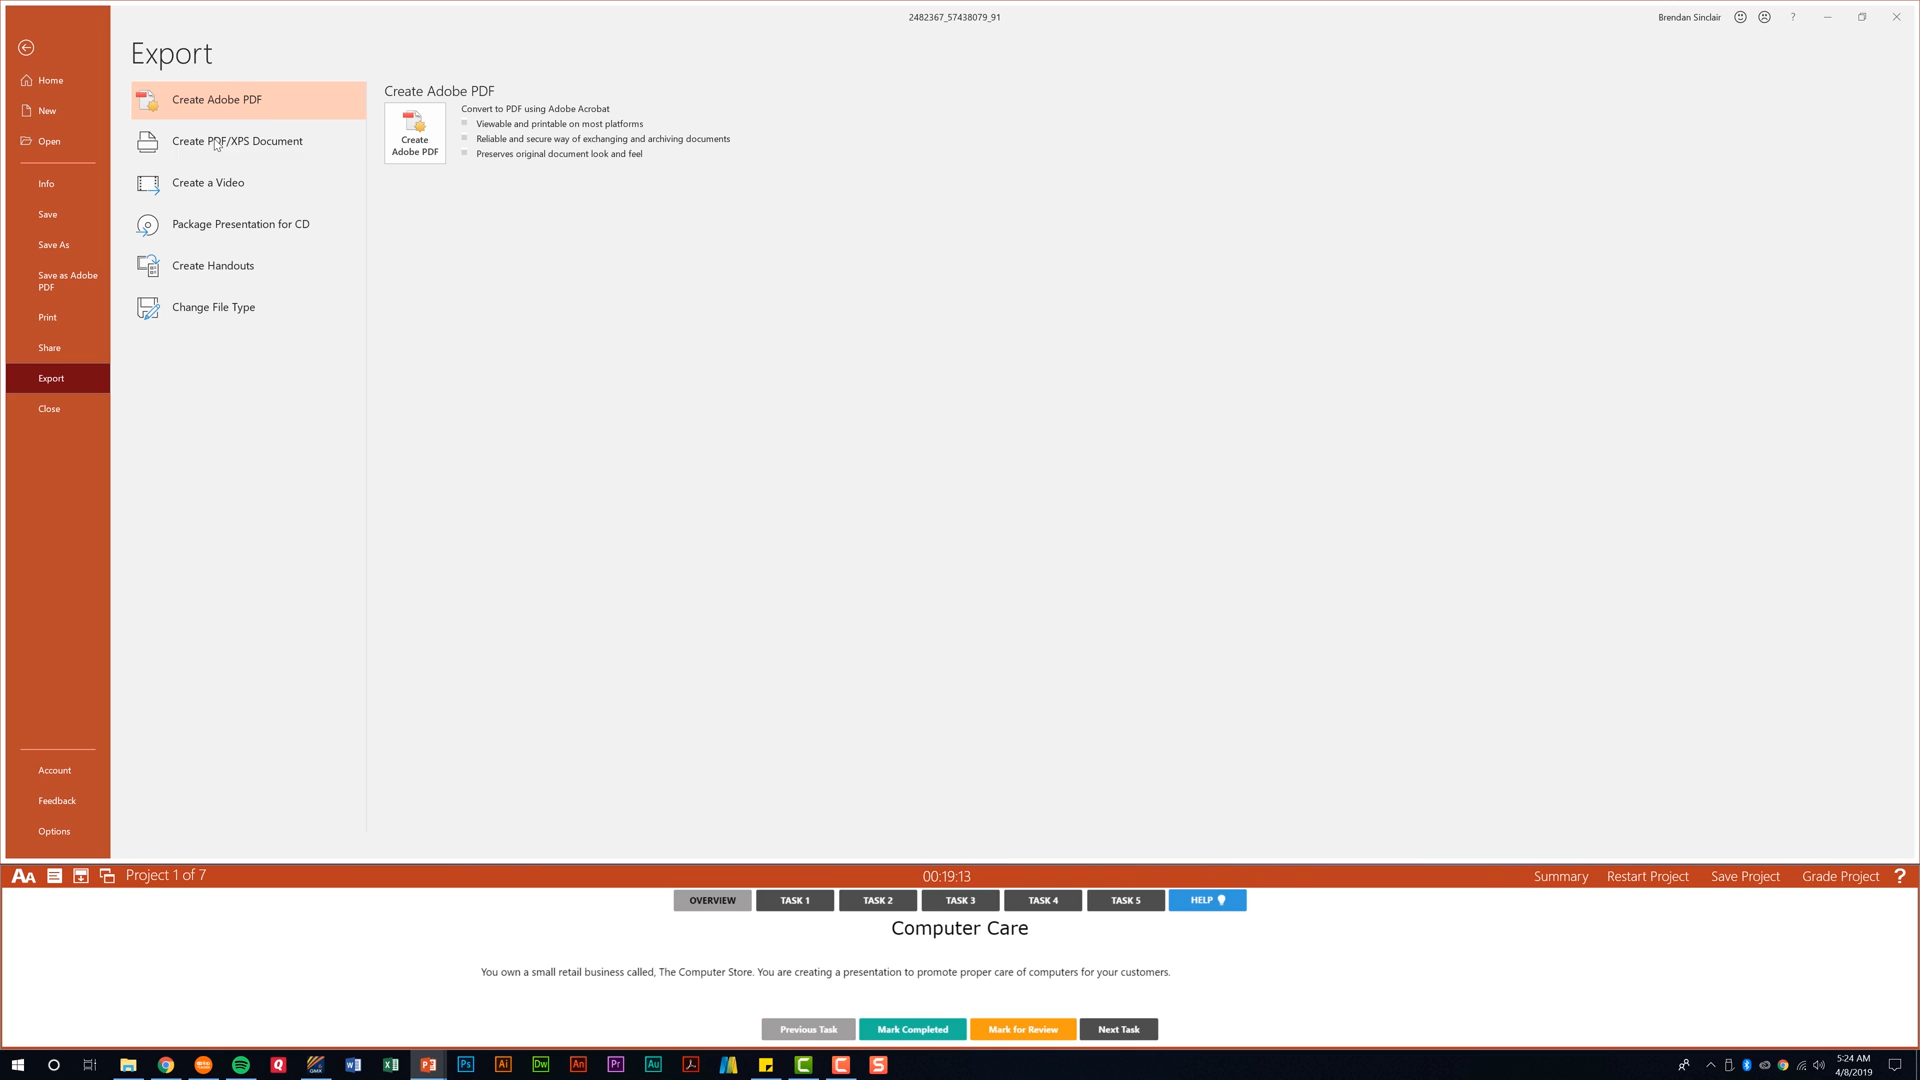 2482367_57438079_91
Brendan Sinclair
?
Export
Home
New
Open
Info
Save
Save As
Save as Adobe
PDF
Print
Share
Export
Close
Account
Feedback
Options
Create Adobe PDF
Create PDF/XPS Document
Create a Video
Package Presentation for CD
Create Handouts
Change File Type
Create Adobe PDF
Create
Adobe PDF
Convert to PDF using Adobe Acrobat
Viewable and printable on most platforms
Reliable and secure way of exchanging and archiving documents
Preserves original document look and feel
AA
Project 1 of 7
00:19:13
Summary
Restart Project
Save Project
Grade Project
?
OVERVIEW
TASK 1
TASK 2
TASK 3
TASK 4
TASK 5
HELP
Computer Care
You own a small retail business called, The Computer Store. You are creating a presentation to promote proper care of computers for your customers.
Previous Task
Mark Completed
Mark for Review
Next Task
Ps
Ai
Dw
An
Pr
Au
5:24 AM
4/8/2019